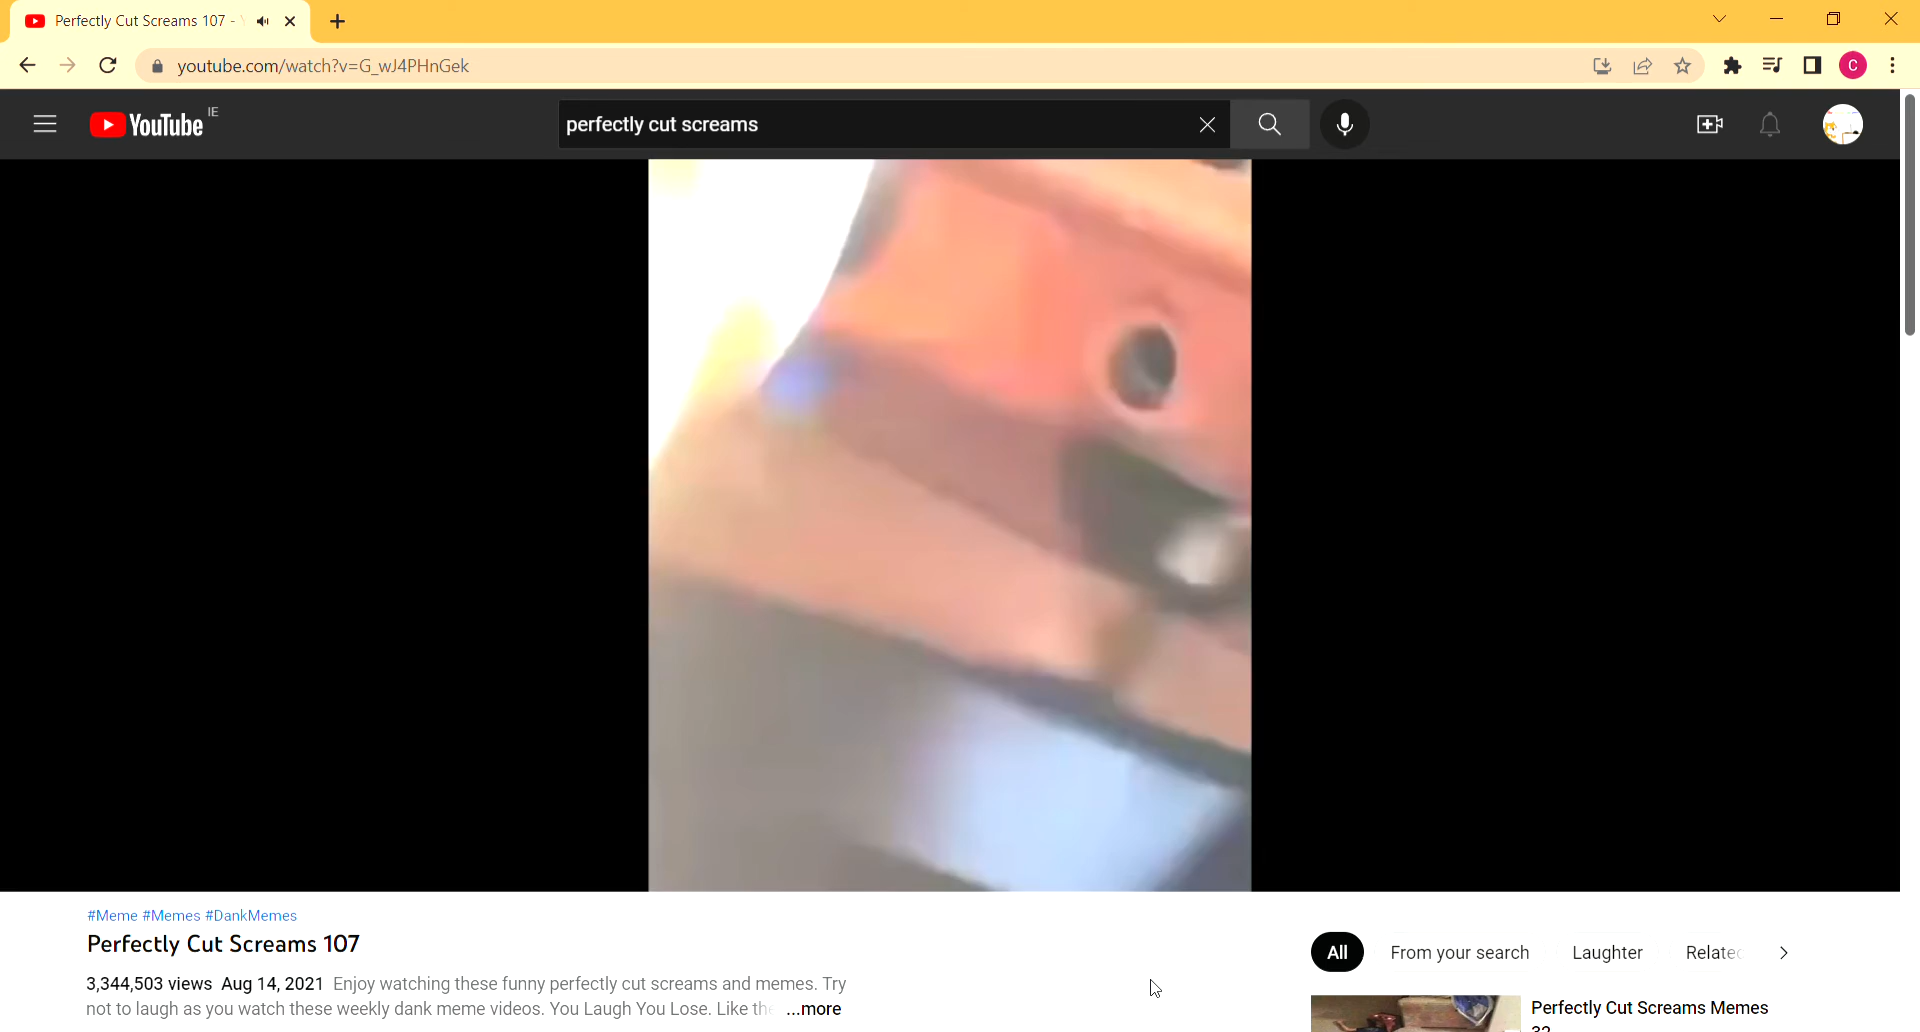 Perfectly Cut Screams 107 -
youtube.com/watch?v=G_wJ4PHnGek
C
YouTube IE
perfectly cut screams
#Meme #Memes #DankMemes
Perfectly Cut Screams 107
3,344,503 views Aug 14, 2021 Enjoy watching these funny perfectly cut screams and memes. Try
not to laugh as you watch these weekly dank meme videos. You Laugh You Lose. Like the ...more
All From your search Laughter Related
Perfectly Cut Screams Memes
32